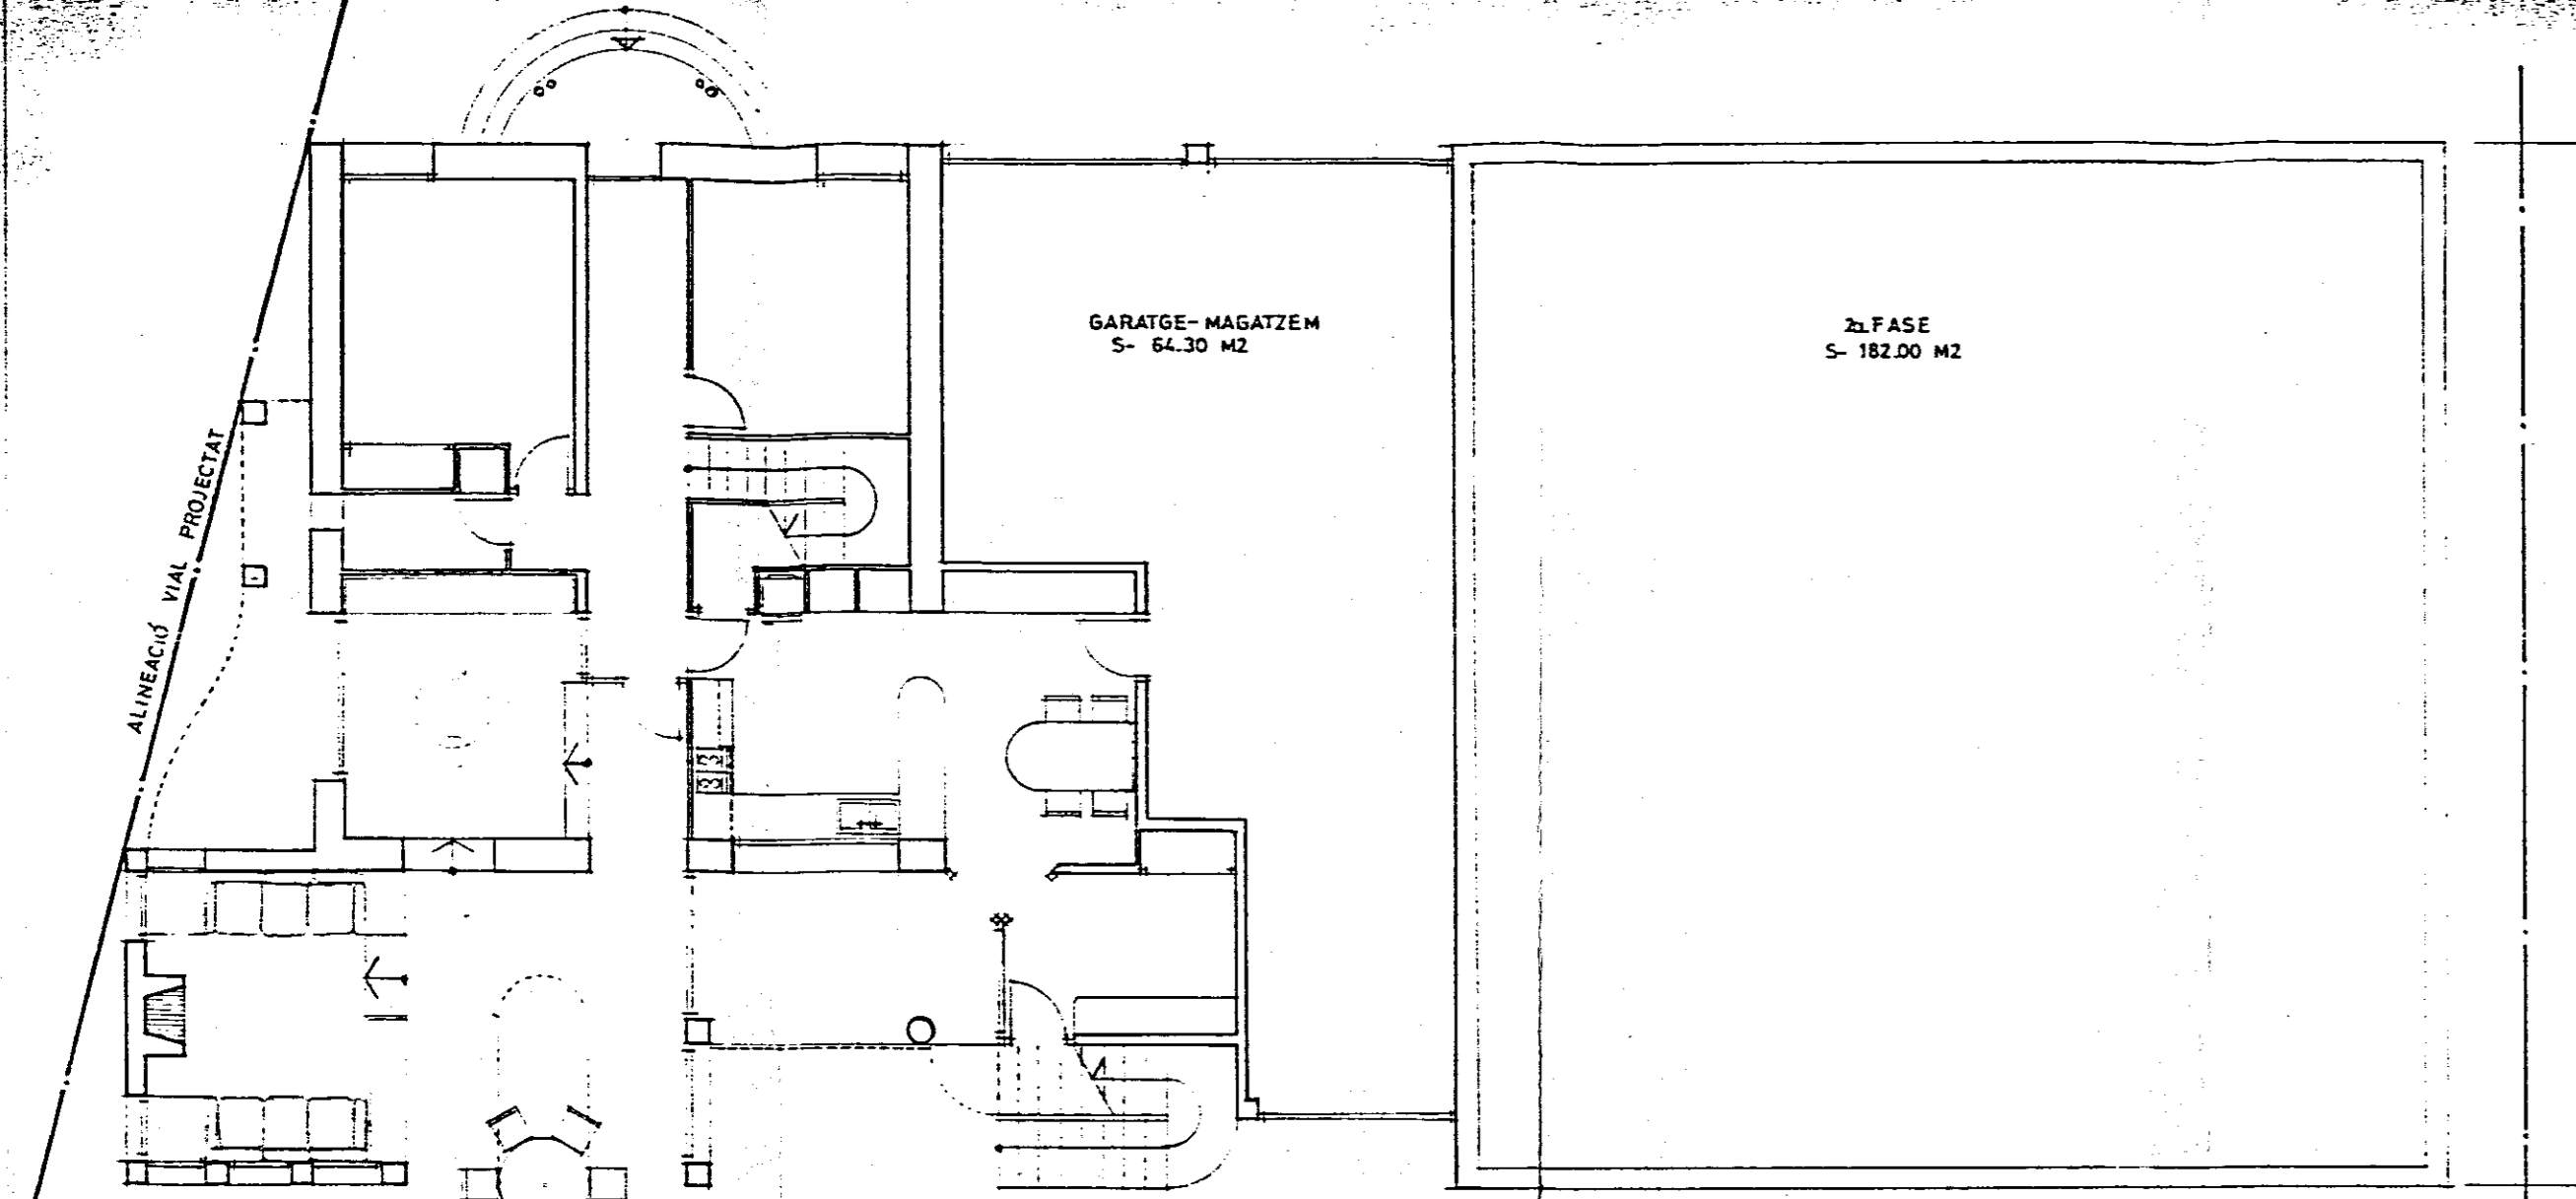 GARATGE-MAGATZEM
S- 64.30 M2
2a FASE
S- 182.00 M2
ALINEACIÓ VIAL PROJECTAT